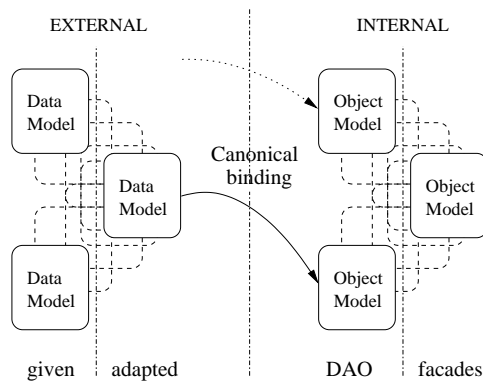 EXTERNAL
INTERNAL
Data
Model
Object
Model
Canonical
binding
Data
Model
Object
Model
Data
Model
Object
Model
given
adapted
DAO
facades